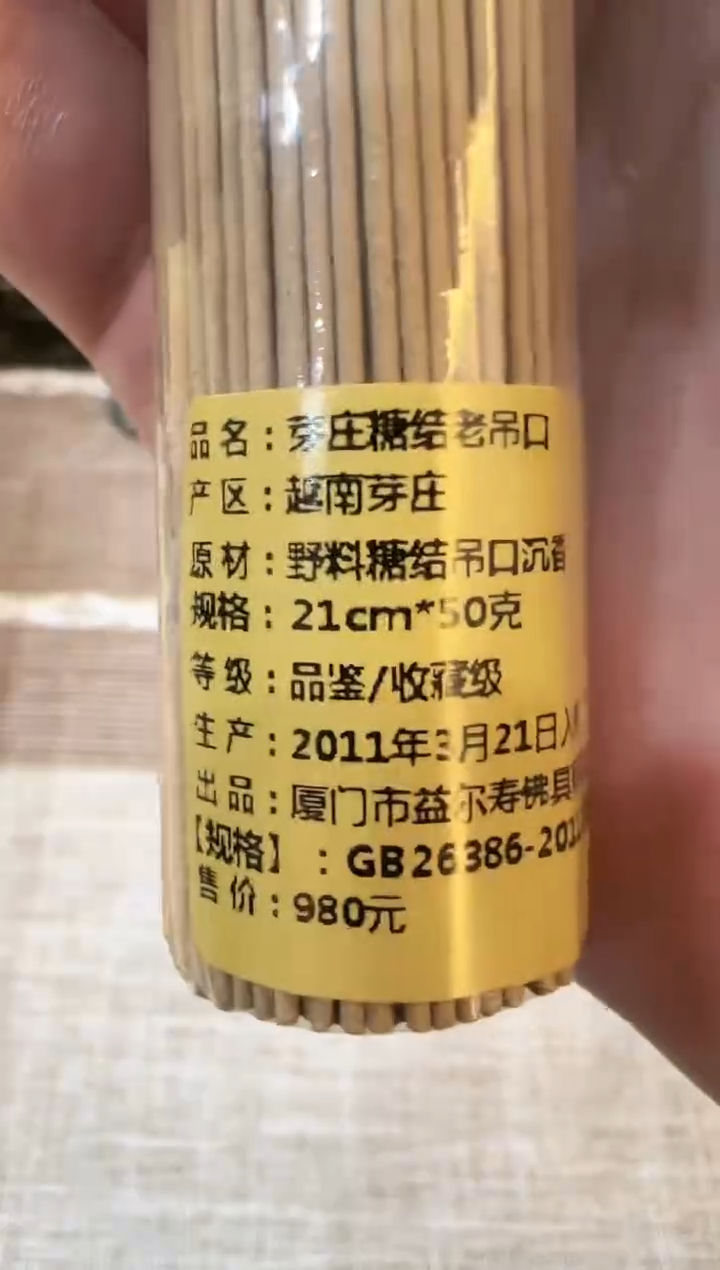 品名：芽庄糖结老吊口
产区：越南芽庄
原材：野料糖结吊口沉香
规格：21cm*50克
等级：品鉴/收藏级
生产：2011年3月21日
出品：厦门市益尔寿佛具
【规格】：GB26386-201
售价：980元